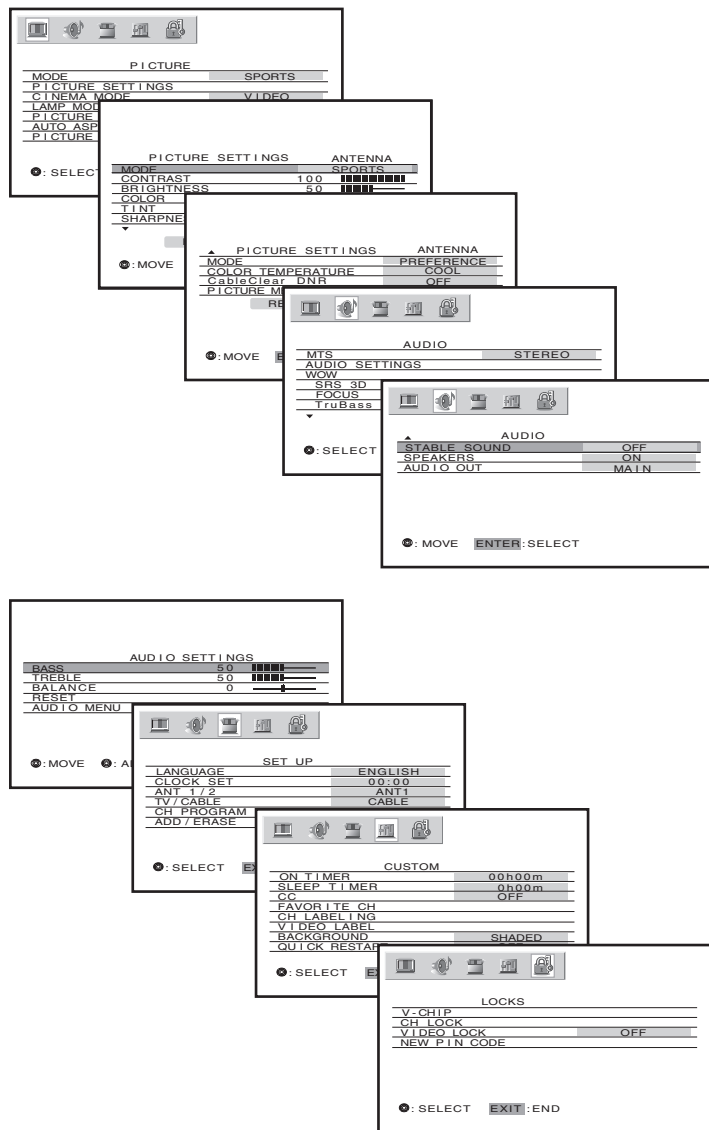 PICTURE
MODE SPORTS
PICTURE SETTINGS
CINEMA MODE VIDEO
LAMP MOD
PICTURE
AUTO ASP
PICTURE
: SELECT
PICTURE SETTINGS ANTENNA
MODE SPORTS
CONTRAST 100
BRIGHTNESS 50
COLOR
TINT
SHARPNE
: MOVE
PICTURE SETTINGS ANTENNA
MODE PREFERENCE
COLOR TEMPERATURE COOL
CableClear DNR OFF
PICTURE M
RE
: MOVE E
AUDIO
MTS STEREO
AUDIO SETTINGS
WOW
SRS 3D
FOCUS
TruBass
: SELECT
AUDIO
STABLE SOUND OFF
SPEAKERS ON
AUDIO OUT MAIN
: MOVE ENTER :SELECT
AUDIO SETTINGS
BASS 50
TREBLE 50
BALANCE 0
RESET
AUDIO MENU
: MOVE : A
SET UP
LANGUAGE ENGLISH
CLOCK SET 00:00
ANT 1/2 ANT1
TV/CABLE CABLE
CH PROGRAM
ADD/ERASE
: SELECT EX
CUSTOM
ON TIMER 00h00m
SLEEP TIMER 0h00m
CC OFF
FAVORITE CH
CH LABELING
VIDEO LABEL
BACKGROUND SHADED
QUICK RESTART
: SELECT E
LOCKS
V-CHIP
CH LOCK
VIDEO LOCK OFF
NEW PIN CODE
: SELECT EXIT :END